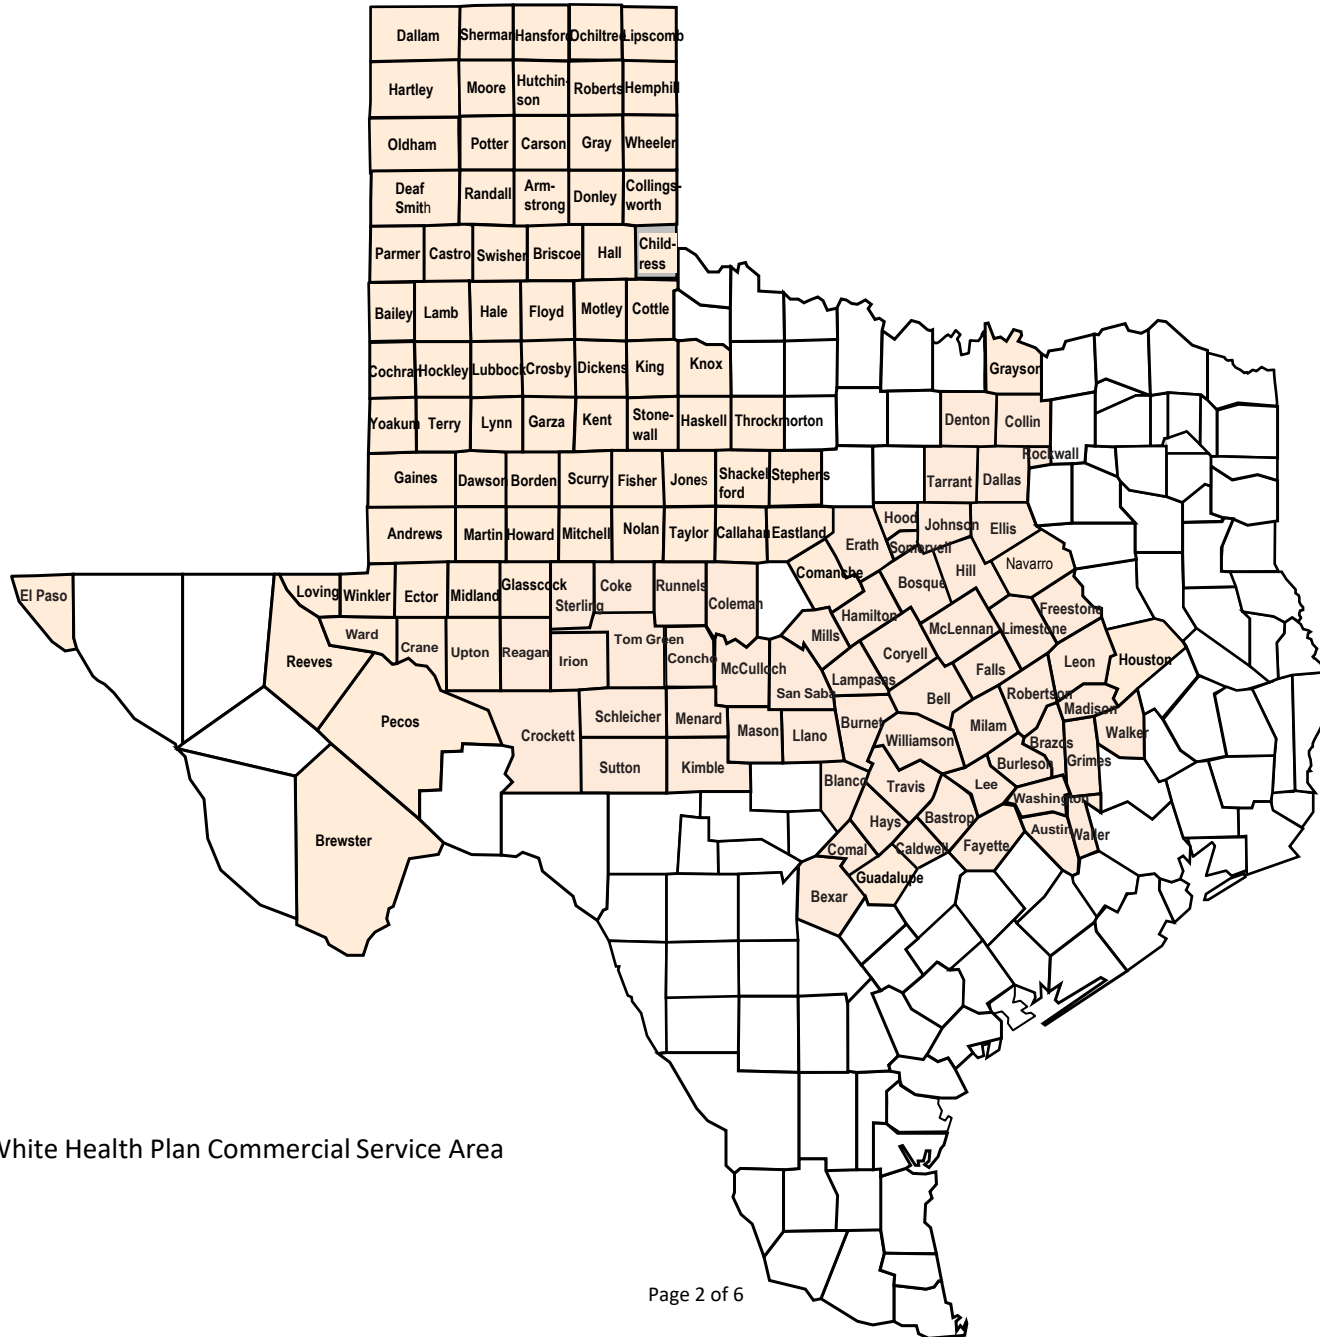 Dallam Sherman Hansford Ochiltree Lipscomb
Hartley Moore Hutchin-
son Roberts Hemphill
Oldham Potter Carson Gray Wheeler
Deaf
Smith Randall Arm-
strong Donley Collings-
worth
Parmer Castro Swisher Briscoe Hall Child-
ress
Bailey Lamb Hale Floyd Motley Cottle
Cochran Hockley Lubbock Crosby Dickens King Knox
Grayson
Yoakum Terry Lynn Garza Kent Stone-
wall Haskell Throckmorton Denton Collin
Rockwall
Gaines Dawson Borden Scurry Fisher Jones Shackel
ford Stephens Tarrant Dallas
Andrews Martin Howard Mitchell Nolan Taylor Callahan Eastland Erath Hood Johnson Ellis
Somervell
El Paso Loving Winkler Ector Midland Glasscock Sterling Coke Runnels Coleman Comanche Bosque Hill Navarro
Ward Crane Upton Reagan Irion Tom Green Concho McCulloch Mills Hamilton McLennan Limestone Freestone
Reeves San Saba Lampasas Coryell Falls Leon Houston
Pecos Crockett Schleicher Menard Mason Llano Burnet Bell Milam Robertson Madison Walker
Williamson Brazos Grimes
Sutton Kimble Blanco Travis Lee Burleson
Washington
Brewster Hays Bastrop Austin Waller
Comal Caldwell Fayette
Guadalupe
Bexar
White Health Plan Commercial Service Area
Page 2 of 6